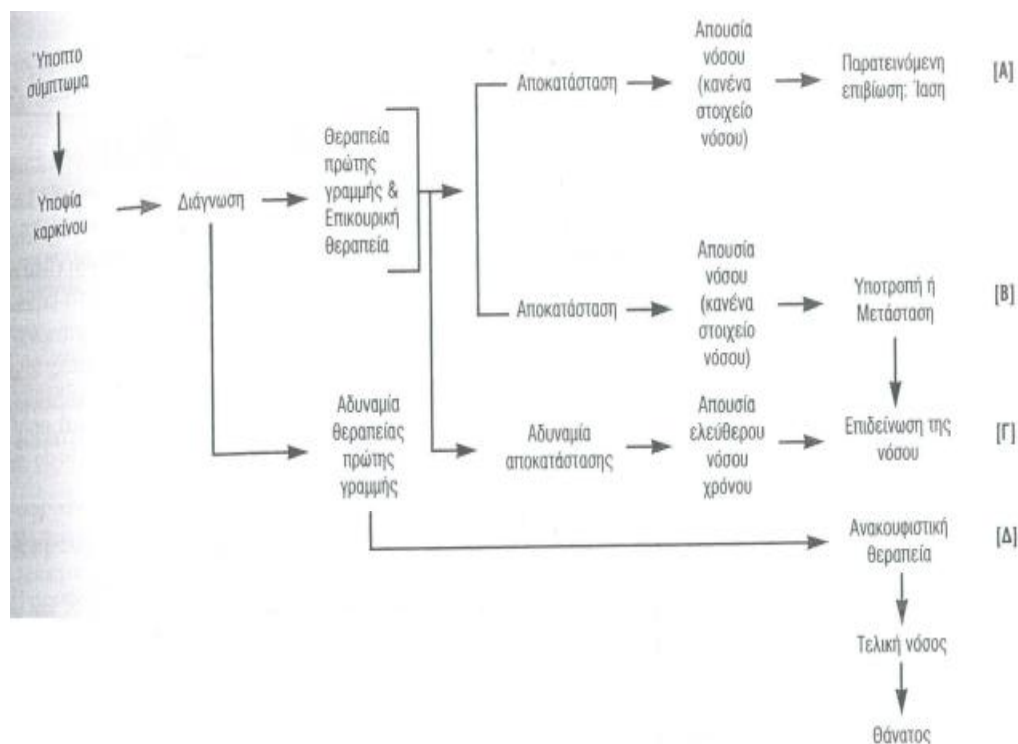 Ύποπτο
σύμπτωμα
Υποψία
καρκίνου
Διάγνωση
Θεραπεία
πρώτης
γραμμής &
Επικουρική
θεραπεία
Αποκατάσταση
Απουσία
νόσου
(κανένα
στοιχείο
νόσου)
Παρατεινόμενη
επιβίωση: Ίαση
[Α]
Αποκατάσταση
Απουσία
νόσου
(κανένα
στοιχείο
νόσου)
Υποτροπή ή
Μετάσταση
[Β]
Αδυναμία
θεραπείας
πρώτης
γραμμής
Αδυναμία
αποκατάστασης
Απουσία
ελεύθερου
νόσου
χρόνου
Επιδείνωση της
νόσου
[Γ]
Ανακουφιστική
θεραπεία
[Δ]
Τελική νόσος
Θάνατος